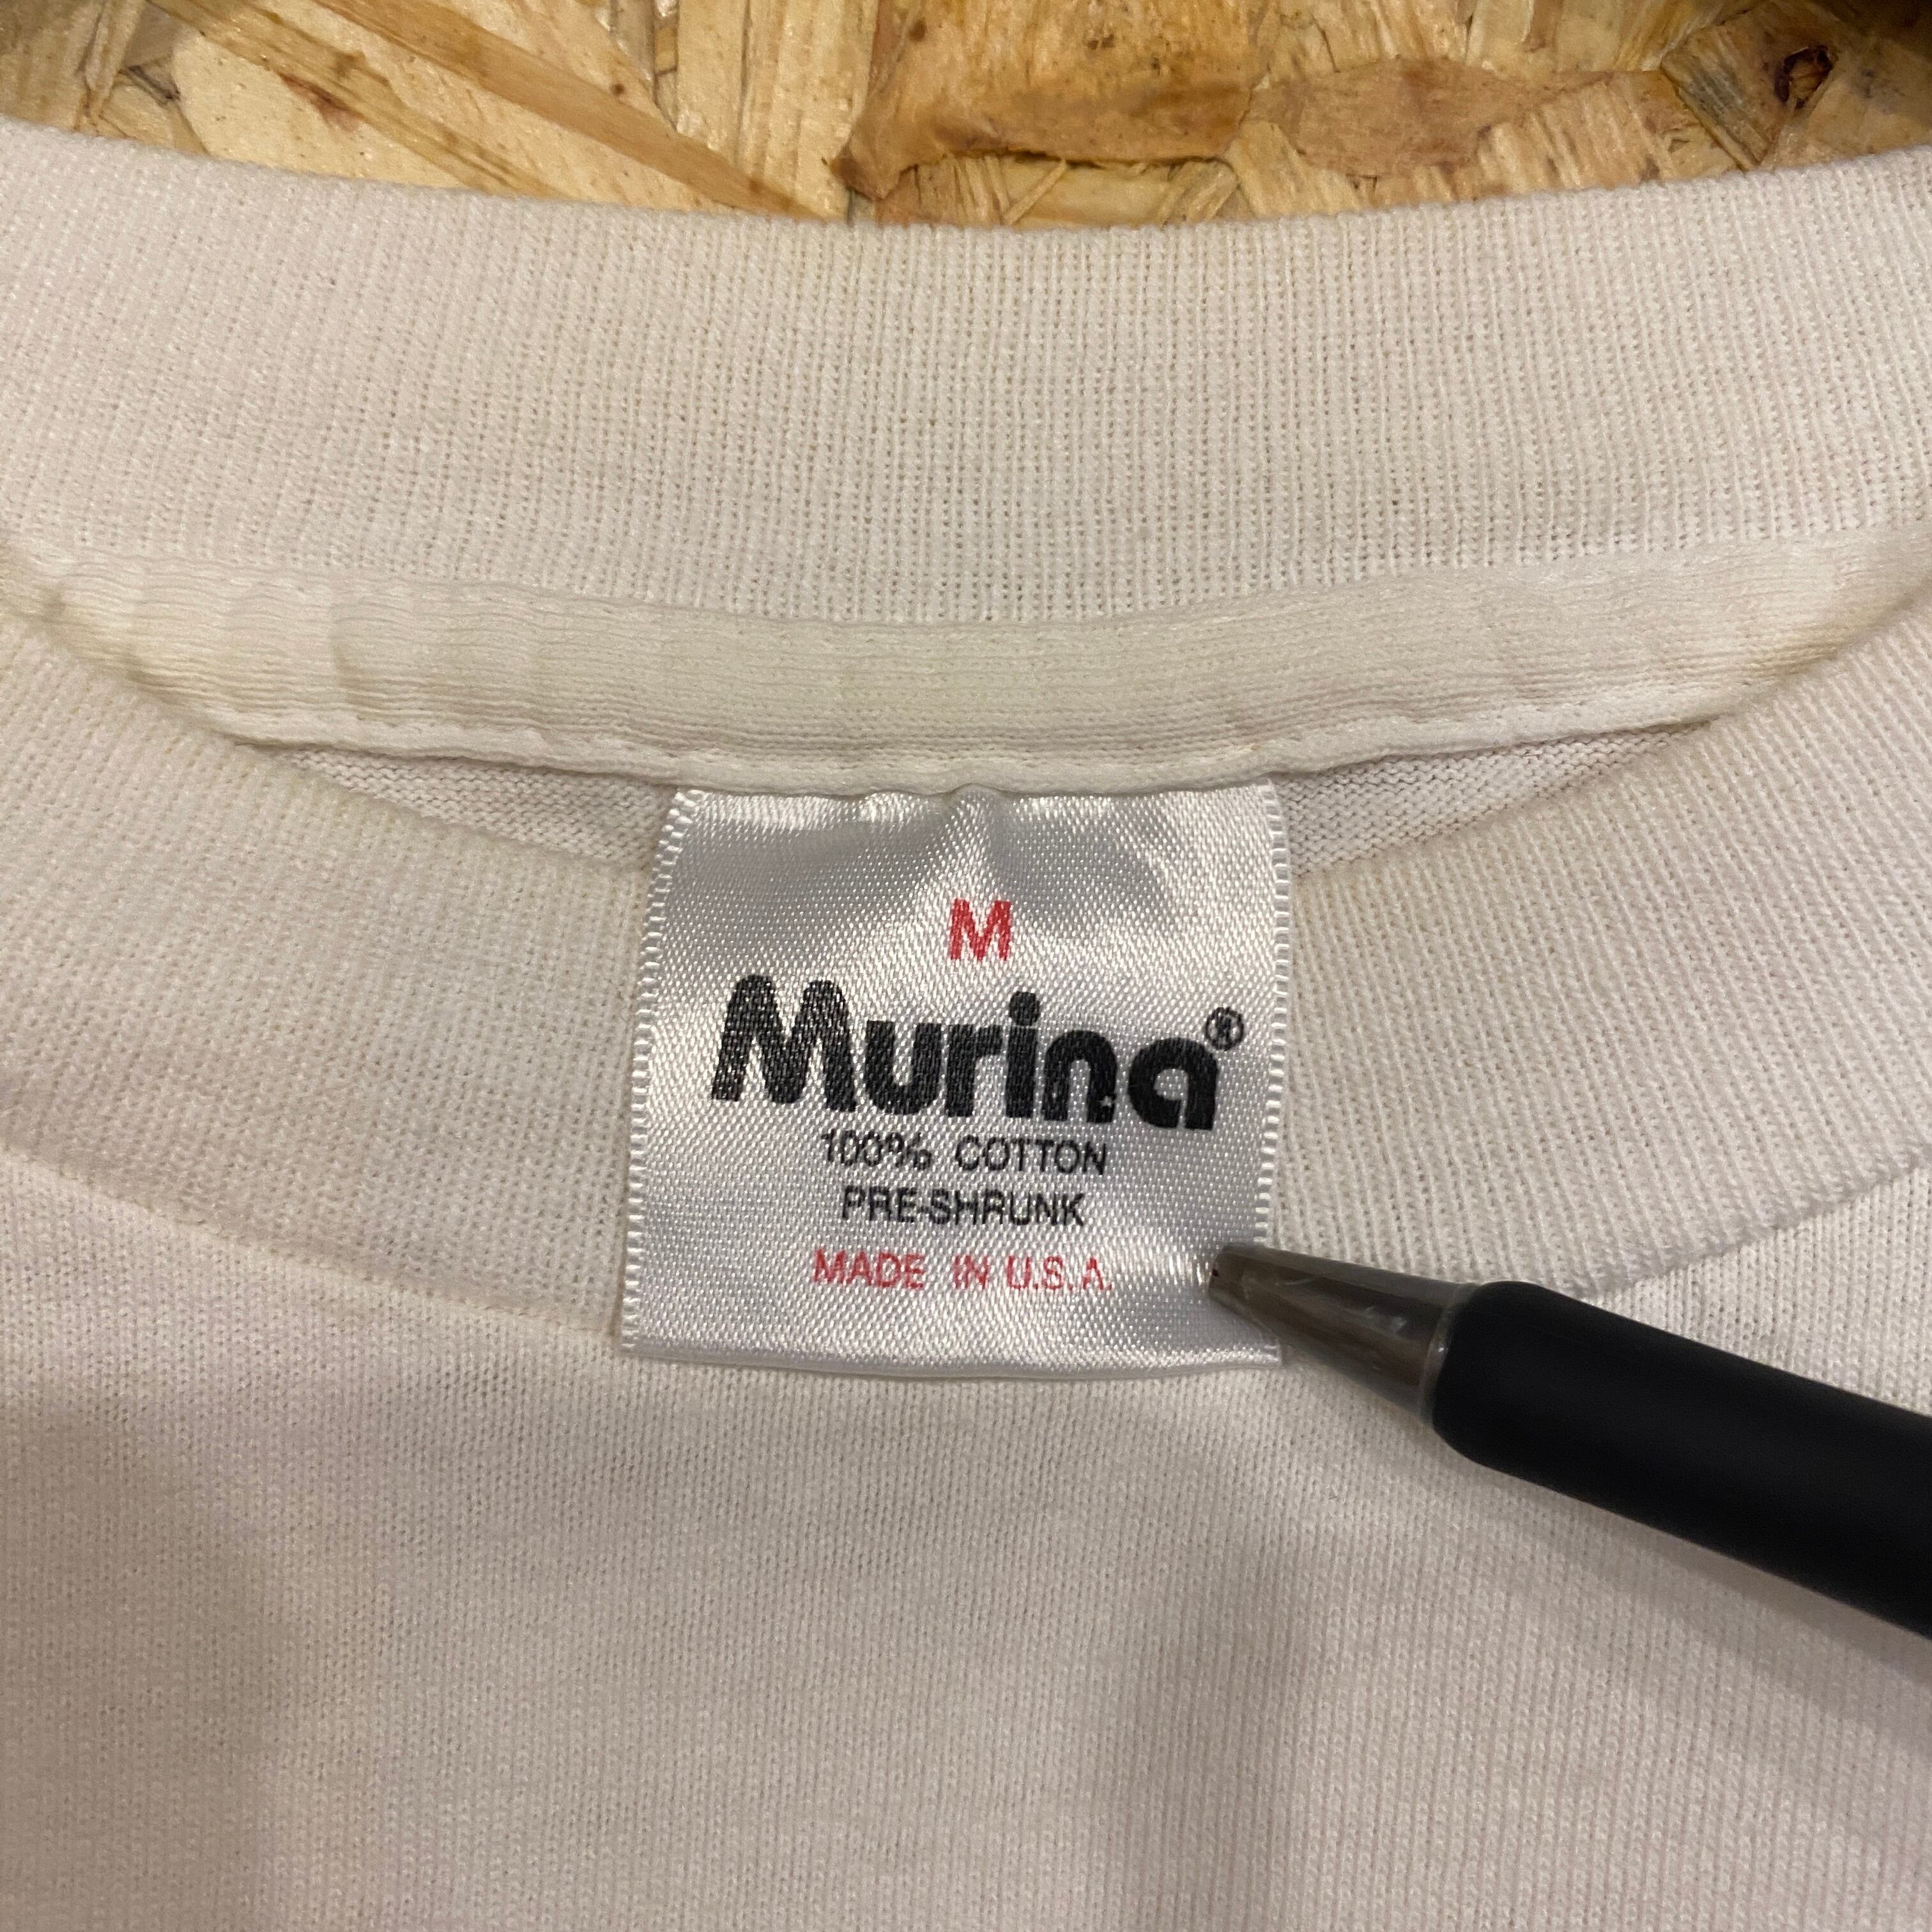 M
Murina®
100% COTTON
PRE-SHRUNK
MADE IN U.S.A.